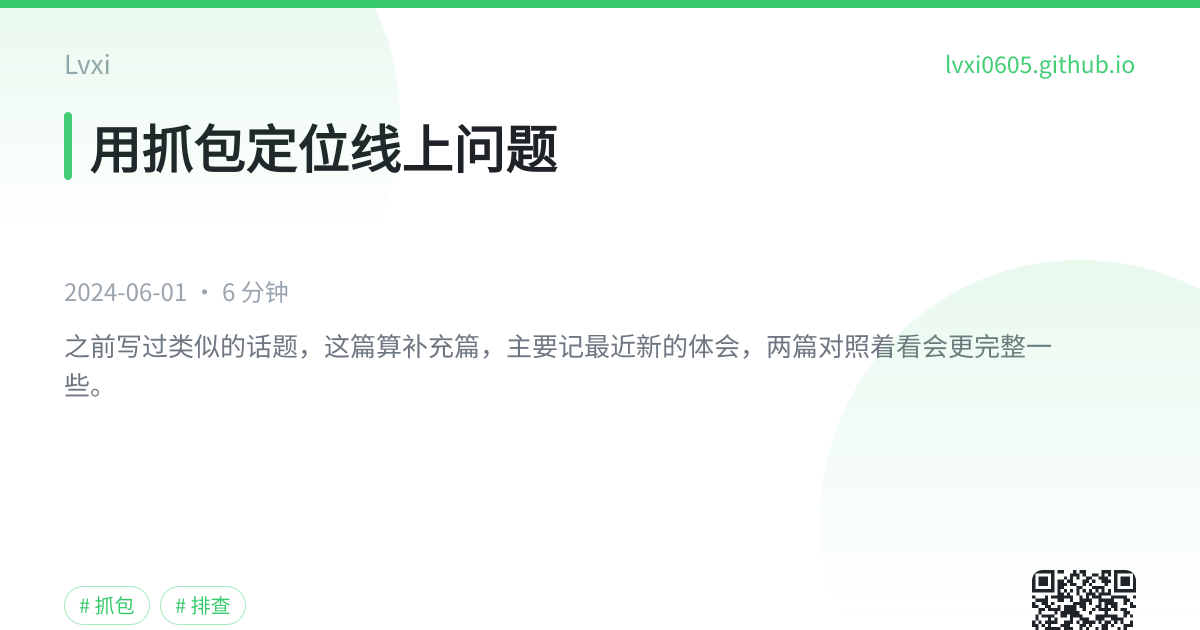 Lvxi
lvxi0605.github.io
用抓包定位线上问题
2024-06-01 · 6 分钟
之前写过类似的话题，这篇算补充篇，主要记最近新的体会，两篇对照着看会更完整一
些。
# 抓包
# 排查